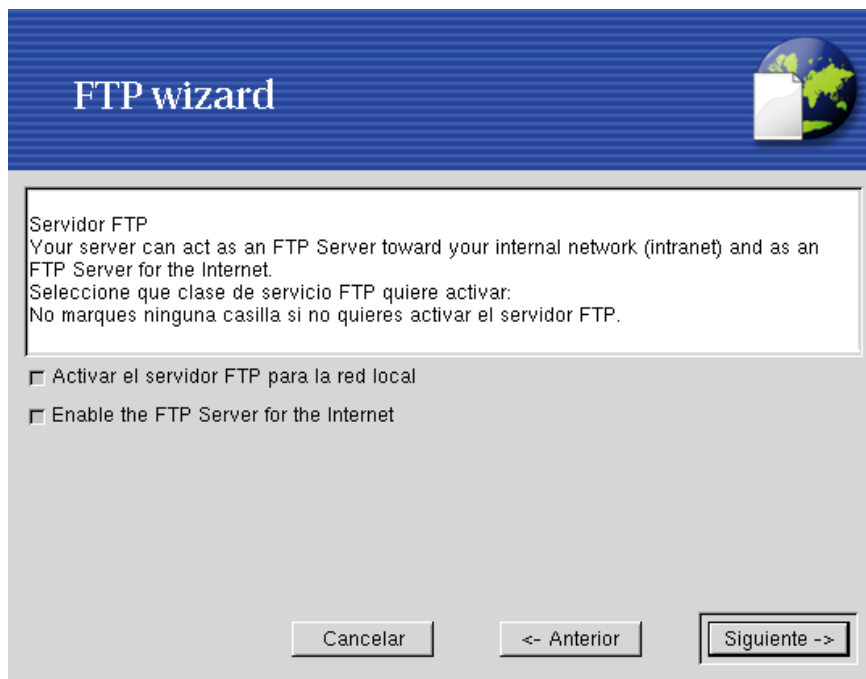 FTP wizard
Servidor FTP
Your server can act as an FTP Server toward your internal network (intranet) and as an
FTP Server for the Internet.
Seleccione que clase de servicio FTP quiere activar:
No marques ninguna casilla si no quieres activar el servidor FTP.
Activar el servidor FTP para la red local
Enable the FTP Server for the Internet
Cancelar
<- Anterior
Siguiente ->